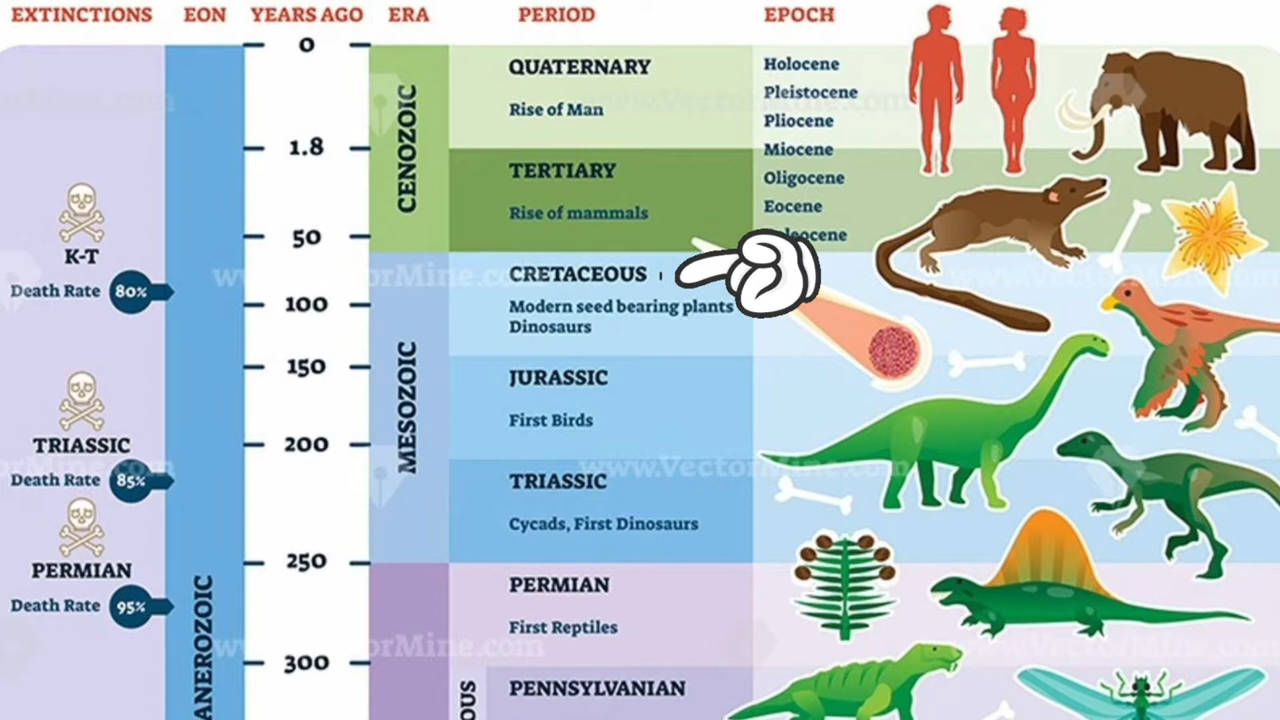 EXTINCTIONS EON YEARS AGO ERA PERIOD EPOCH
0
QUATERNARY
Rise of Man
Holocene
Pleistocene
Pliocene
1.8
CENOZOIC
TERTIARY
Rise of mammals
Miocene
Oligocene
Eocene
50
K-T
Death Rate 80%
CRETACEOUS
Modern seed bearing plants
Dinosaurs
100
150
MESOZOIC
JURASSIC
First Birds
200
TRIASSIC
Death Rate 85%
TRIASSIC
Cycads, First Dinosaurs
250
PERMIAN
Death Rate 95%
PERMIAN
First Reptiles
300
PENNSYLVANIAN
www.VectorMine.com